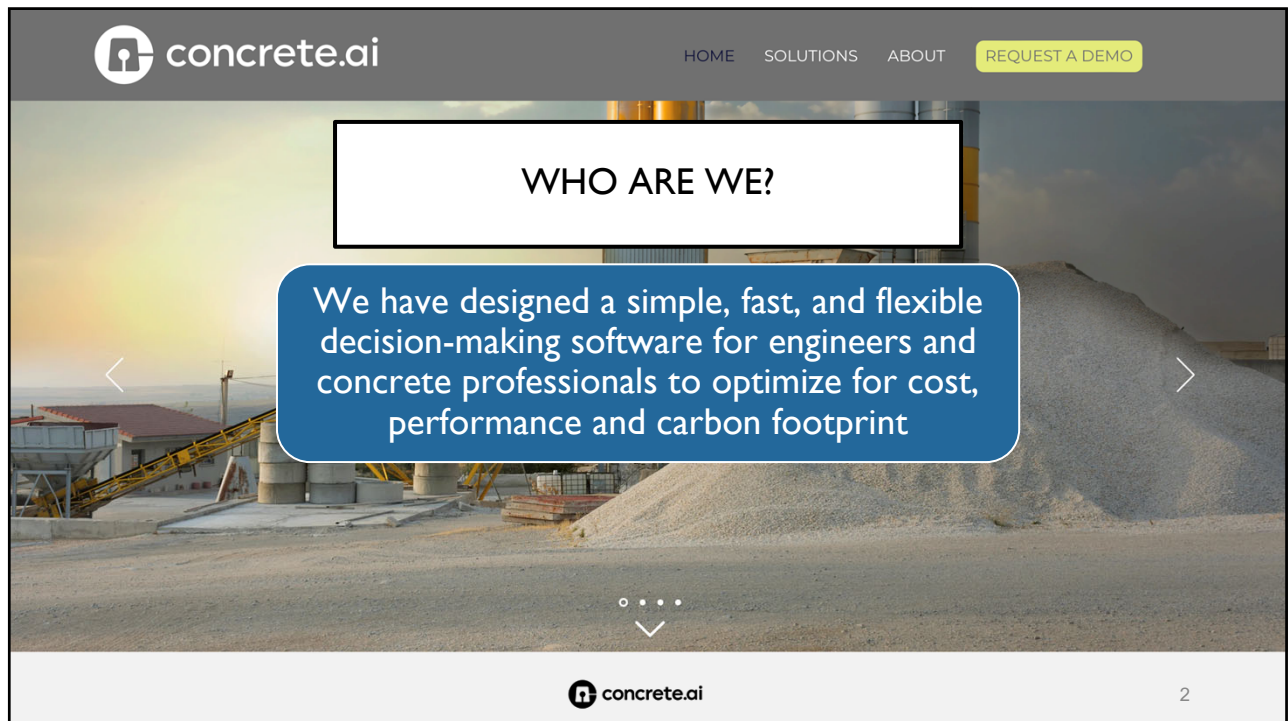 concrete.ai
HOME SOLUTIONS ABOUT REQUEST A DEMO
WHO ARE WE?
We have designed a simple, fast, and flexible
decision-making software for engineers and
concrete professionals to optimize for cost,
performance and carbon footprint
concrete.ai
2